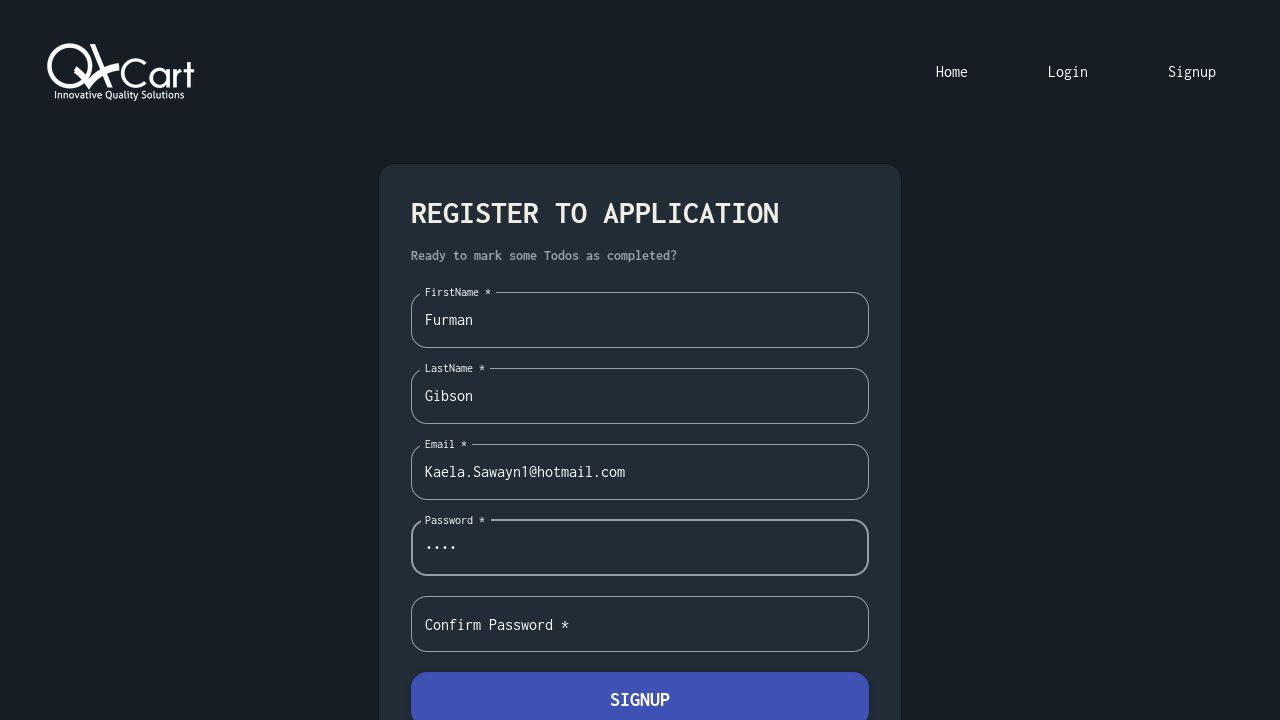 QKCart
Innovative Quality Solutions
Home
Login
Signup
REGISTER TO APPLICATION
Ready to mark some Todos as completed?
FirstName *
Furman
LastName *
Gibson
Email *
Kaela.Sawayn1@hotmail.com
Password *
••••
Confirm Password *
SIGNUP